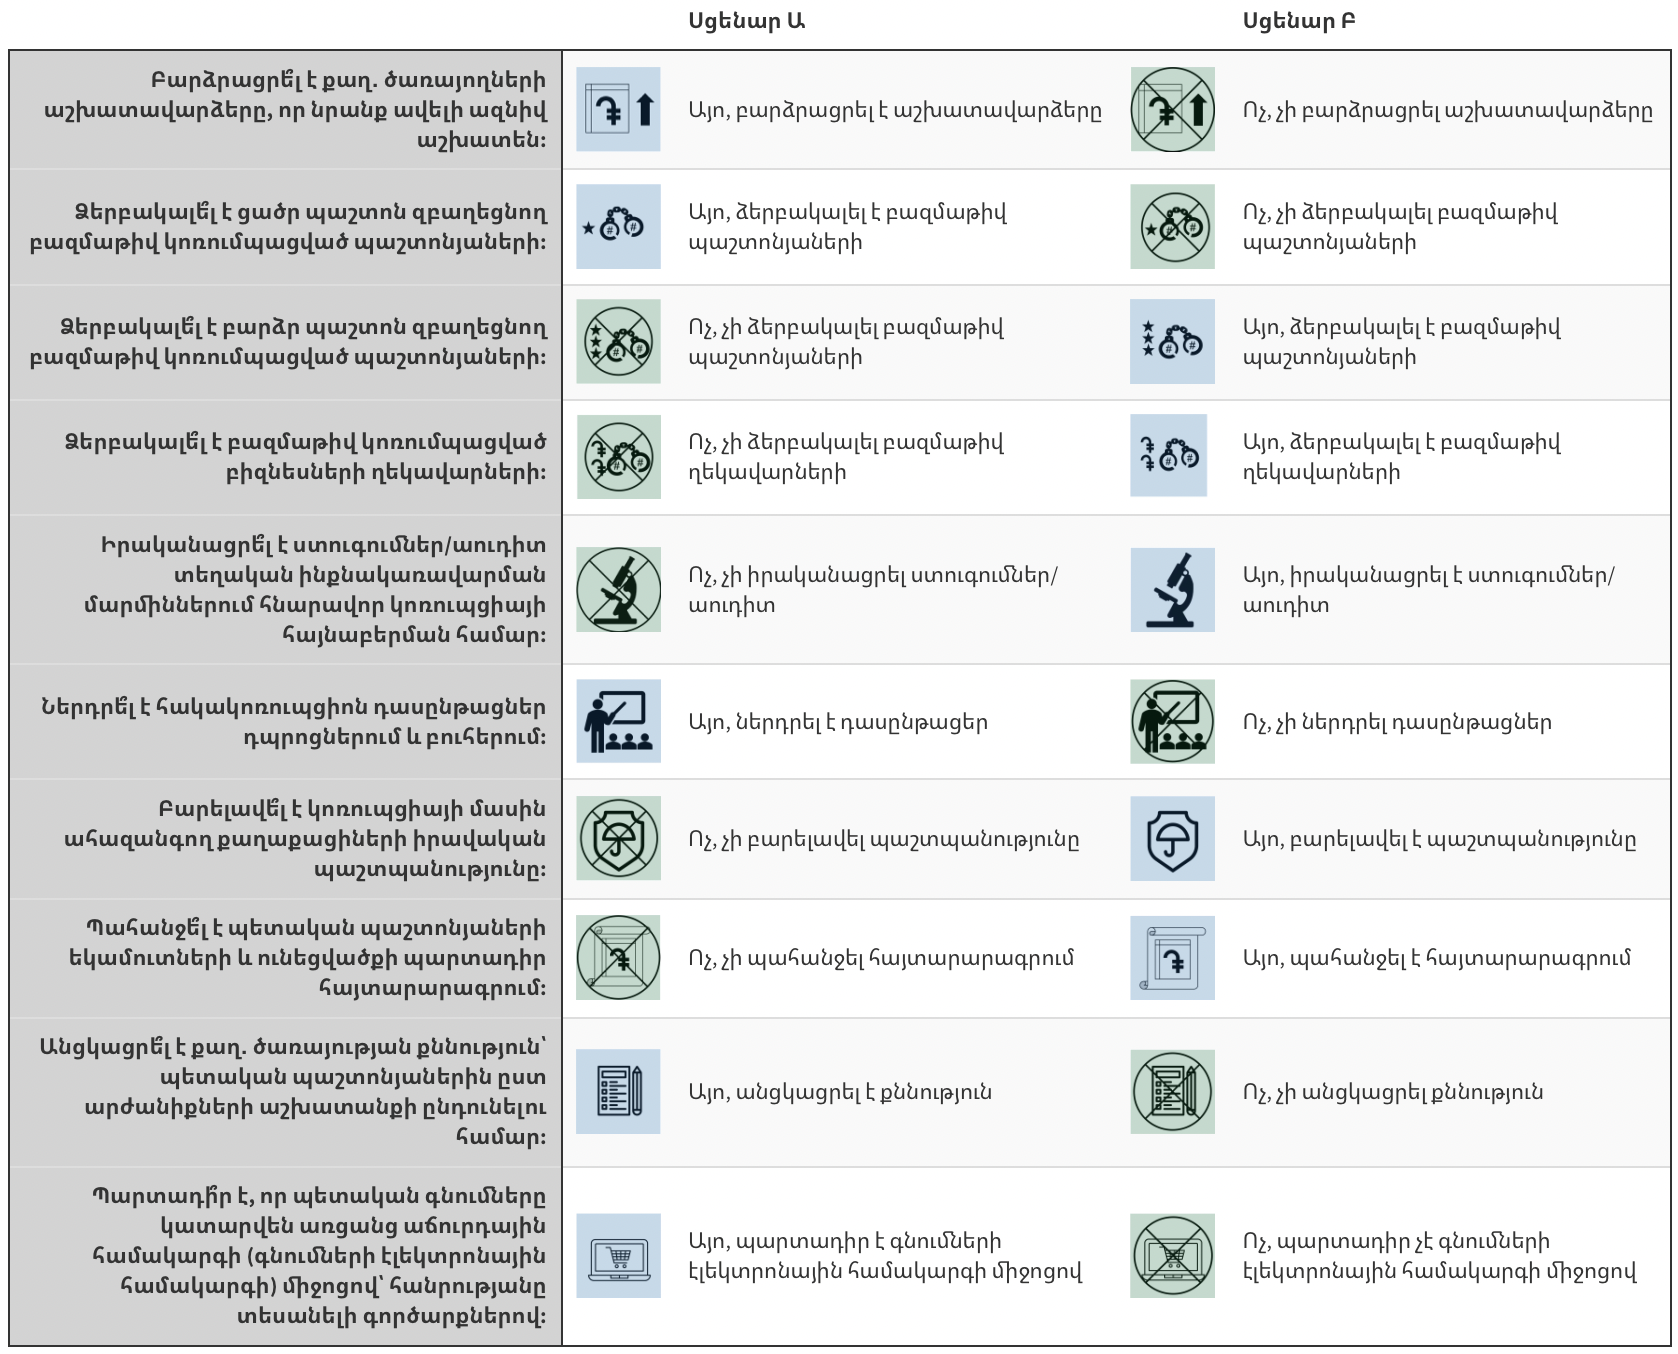 Սցենար Ա
Սցենար Բ
Բարձրացրե՞լ է քաղ. ծառայողների
աշխատավարձերը, որ նրանք ավելի ազնիվ
աշխատեն:
Այո, բարձրացրել է աշխատավարձերը
Ոչ, չի բարձրացրել աշխատավարձերը
Ձերբակալե՞լ է ցածր պաշտոն զբաղեցնող
բազմաթիվ կոռումպացված պաշտոնյաների:
Այո, ձերբակալել է բազմաթիվ
պաշտոնյաների
Ոչ, չի ձերբակալել բազմաթիվ
պաշտոնյաների
Ձերբակալե՞լ է բարձր պաշտոն զբաղեցնող
բազմաթիվ կոռումպացված պաշտոնյաների:
Ոչ, չի ձերբակալել բազմաթիվ
պաշտոնյաների
Այո, ձերբակալել է բազմաթիվ
պաշտոնյաների
Ձերբակալե՞լ է բազմաթիվ կոռումպացված
բիզնեսների ղեկավարների:
Ոչ, չի ձերբակալել բազմաթիվ
ղեկավարների
Այո, ձերբակալել է բազմաթիվ
ղեկավարների
Իրականացրե՞լ է ստուգումներ/աուդիտ
տեղական ինքնակառավարման
մարմիններում հնարավոր կոռուպցիայի
հայնաբերման համար:
Ոչ, չի իրականացրել ստուգումներ/
աուդիտ
Այո, իրականացրել է ստուգումներ/
աուդիտ
Ներդրե՞լ է հակակոռուպցիոն դասընթացներ
դպրոցներում և բուհերում:
Այո, ներդրել է դասընթացեր
Ոչ, չի ներդրել դասընթացներ
Բարելավե՞լ է կոռուպցիայի մասին
ահազանգող քաղաքացիների իրավական
պաշտպանությունը:
Ոչ, չի բարելավել պաշտպանությունը
Այո, բարելավել է պաշտպանությունը
Պահանջե՞լ է պետական պաշտոնյաների
եկամուտների և ունեցվածքի պարտադիր
հայտարարագրում:
Ոչ, չի պահանջել հայտարարագրում
Այո, պահանջել է հայտարարագրում
Անցկացրե՞լ է քաղ. ծառայության քննություն՝
պետական պաշտոնյաներին ըստ
արժանիքների աշխատանքի ընդունելու
համար:
Այո, անցկացրել է քննություն
Ոչ, չի անցկացրել քննություն
Պարտադի՞ր է, որ պետական գնումները
կատարվեն առցանց աճուրդային
համակարգի (գնումների էլեկտրոնային
համակարգի) միջոցով՝ հանրությանը
տեսանելի գործարքներով:
Այո, պարտադիր է գնումների
էլեկտրոնային համակարգի միջոցով
Ոչ, պարտադիր չէ գնումների
էլեկտրոնային համակարգի միջոցով